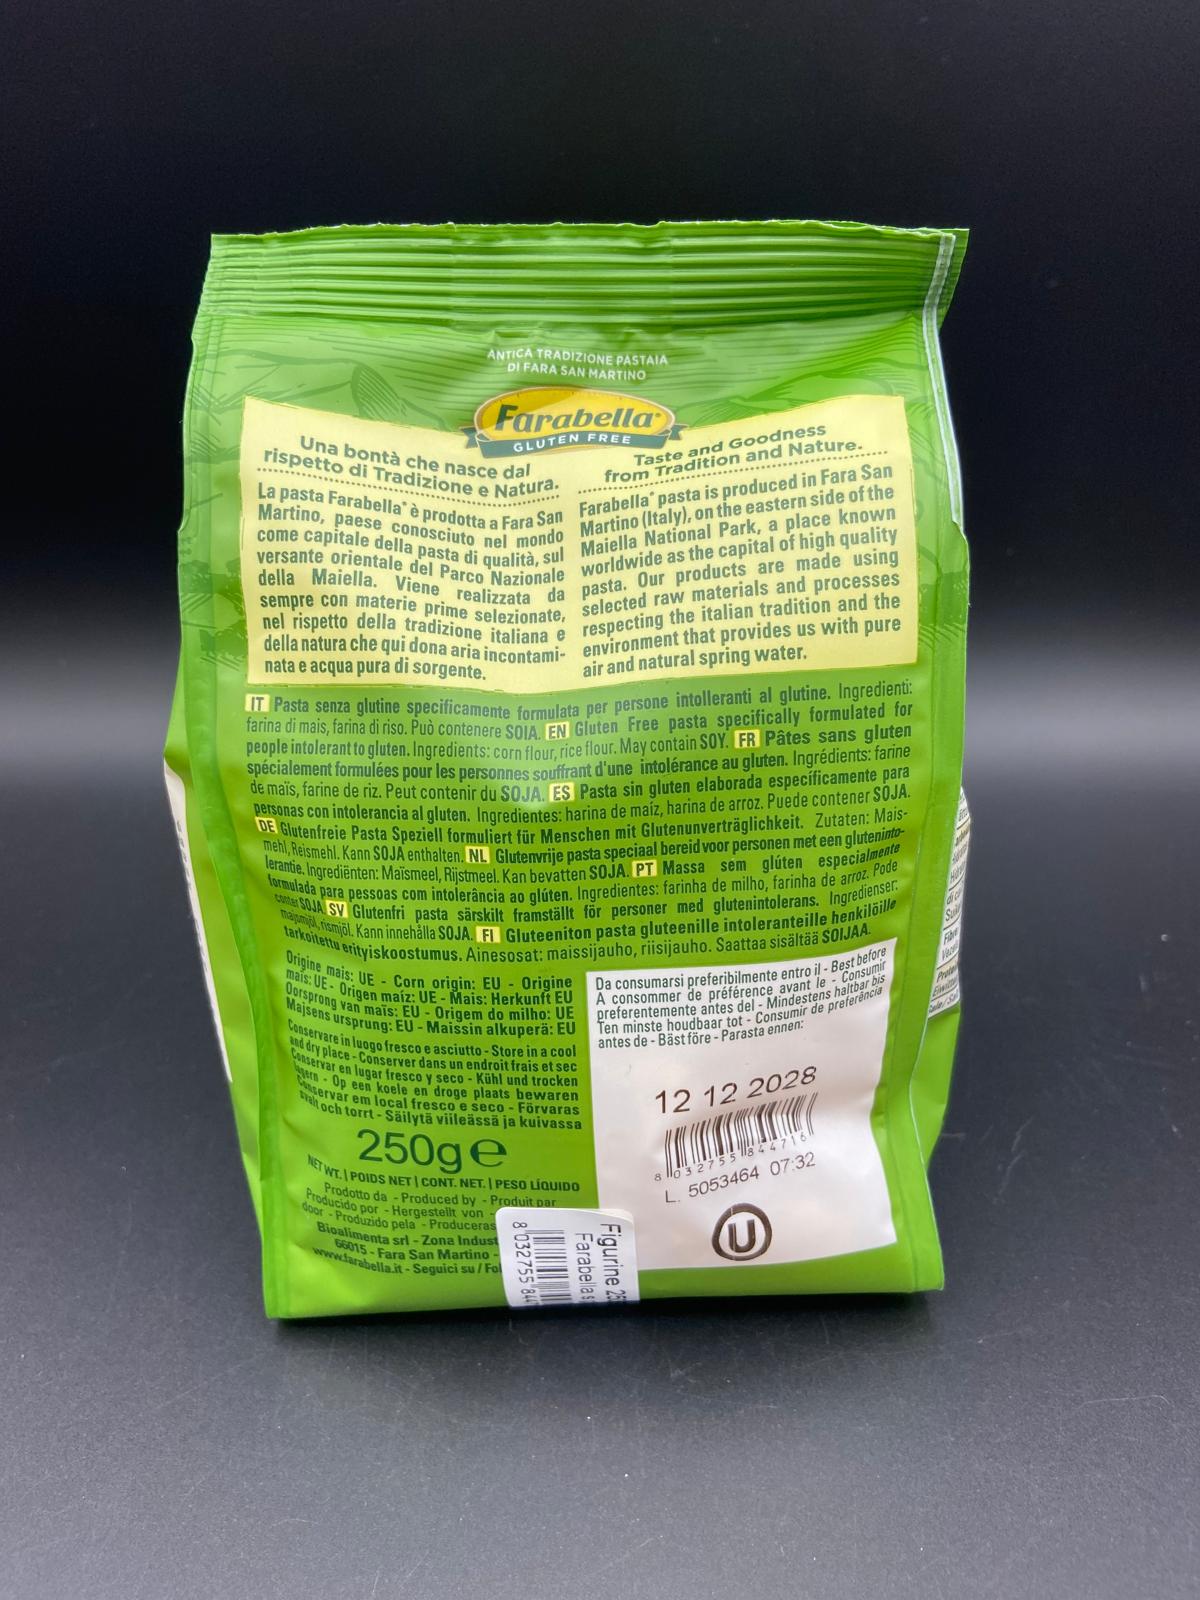 ANTICA TRADIZIONE PASTAIA
DI FARA SAN MARTINO
Farabella®
GLUTEN FREE
Una bontà che nasce dal
rispetto di Tradizione e Natura.
La pasta Farabella® è prodotta a Fara San
Martino, paese conosciuto nel mondo
come capitale della pasta di qualità, sul
versante orientale del Parco Nazionale
della Maiella. Viene realizzata da
sempre con materie prime selezionate,
nel rispetto della tradizione italiana e
della natura che qui dona aria incontami-
nata e acqua pura di sorgente.
Taste and Goodness
from Tradition and Nature.
Farabella® pasta is produced in Fara San
Martino (Italy), on the eastern side of the
Maiella National Park, a place known
worldwide as the capital of high quality
pasta. Our products are made using
selected raw materials and processes
respecting the italian tradition and the
environment that provides us with pure
air and natural spring water.
IT Pasta senza glutine specificamente formulata per persone intolleranti al glutine. Ingredienti:
farina di mais, farina di riso. Può contenere SOIA. EN Gluten Free pasta specifically formulated for
people intolerant to gluten. Ingredients: corn flour, rice flour. May contain SOY. FR Pâtes sans gluten
spécialement formulées pour les personnes souffrant d'une intolérance au gluten. Ingrédients: farine
de maïs, farine de riz. Peut contenir du SOJA. ES Pasta sin gluten elaborada específicamente para
personas con intolerancia al gluten. Ingredientes: harina de maíz, harina de arroz. Puede contener SOJA.
DE Glutenfreie Pasta Speziell formuliert für Menschen mit Glutenunverträglichkeit. Zutaten: Mais-
mehl, Reismehl. Kann SOJA enthalten. NL Glutenvrije pasta speciaal bereid voor personen met een gluteninto-
lerantie. Ingrediënten: Maïsmeel, Rijstmeel. Kan bevatten SOJA. PT Massa sem glúten especialmente
formulada para pessoas com intolerância ao glúten. Ingredientes: farinha de milho, farinha de arroz. Pode
conter SOJA. SV Glutenfri pasta särskilt framställt för personer med glutenintolerans. Ingredienser:
majsmjöl, rismjöl. Kann innehålla SOJA. FI Gluteeniton pasta gluteenille intoleranteille henkilöille
tarkoitettu erityiskoostumus. Ainesosat: maissijauho, riisijauho. Saattaa sisältää SOIJAA.
Origine mais: UE - Corn origin: EU - Origine
maïs: UE - Origen maíz: UE - Mais: Herkunft EU
Oorsprong van maïs: EU - Origem do milho: UE
Majsens ursprung: EU - Maissin alkuperä: EU
Conservare in luogo fresco e asciutto - Store in a cool
and dry place - Conserver dans un endroit frais et sec
Conservar en lugar fresco y seco - Kühl und trocken
lagern - Op een koele en droge plaats bewaren
Conservar em local fresco e seco - Förvaras
svalt och torrt - Säilytä viileässä ja kuivassa
250g e
NET WT. | POIDS NET | CONT. NET. | PESO LÍQUIDO
Prodotto da - Produced by - Produit par
Producido por - Hergestellt von -
door - Produzido pela - Produceras
Bioalimenta srl - Zona Indust
66015 - Fara San Martino -
www.farabella.it - Seguici su / Fol
Da consumarsi preferibilmente entro il - Best before
A consommer de préférence avant le - Consumir
preferentemente antes del - Mindestens haltbar bis
Ten minste houdbaar tot - Consumir de preferência
antes de - Bäst före - Parasta ennen:
12 12 2028
8 032755 844716
L. 5053464 07:32
U
Figurine 25
Farabella s
8 032755 844